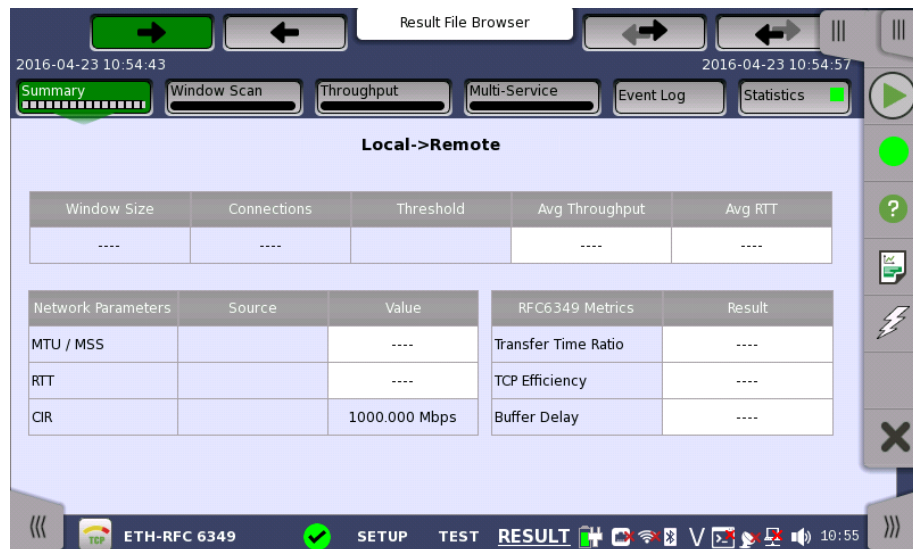 Result File Browser
2016-04-23 10:54:43 2016-04-23 10:54:57
Summary Window Scan Throughput Multi-Service Event Log Statistics
Local->Remote
Window Size Connections Threshold Avg Throughput Avg RTT
---- ---- ---- ----
Network Parameters Source Value RFC6349 Metrics Result
MTU / MSS ---- Transfer Time Ratio ----
RTT ---- TCP Efficiency ----
CIR 1000.000 Mbps Buffer Delay ----
TCP ETH-RFC 6349 SETUP TEST RESULT V 10:55